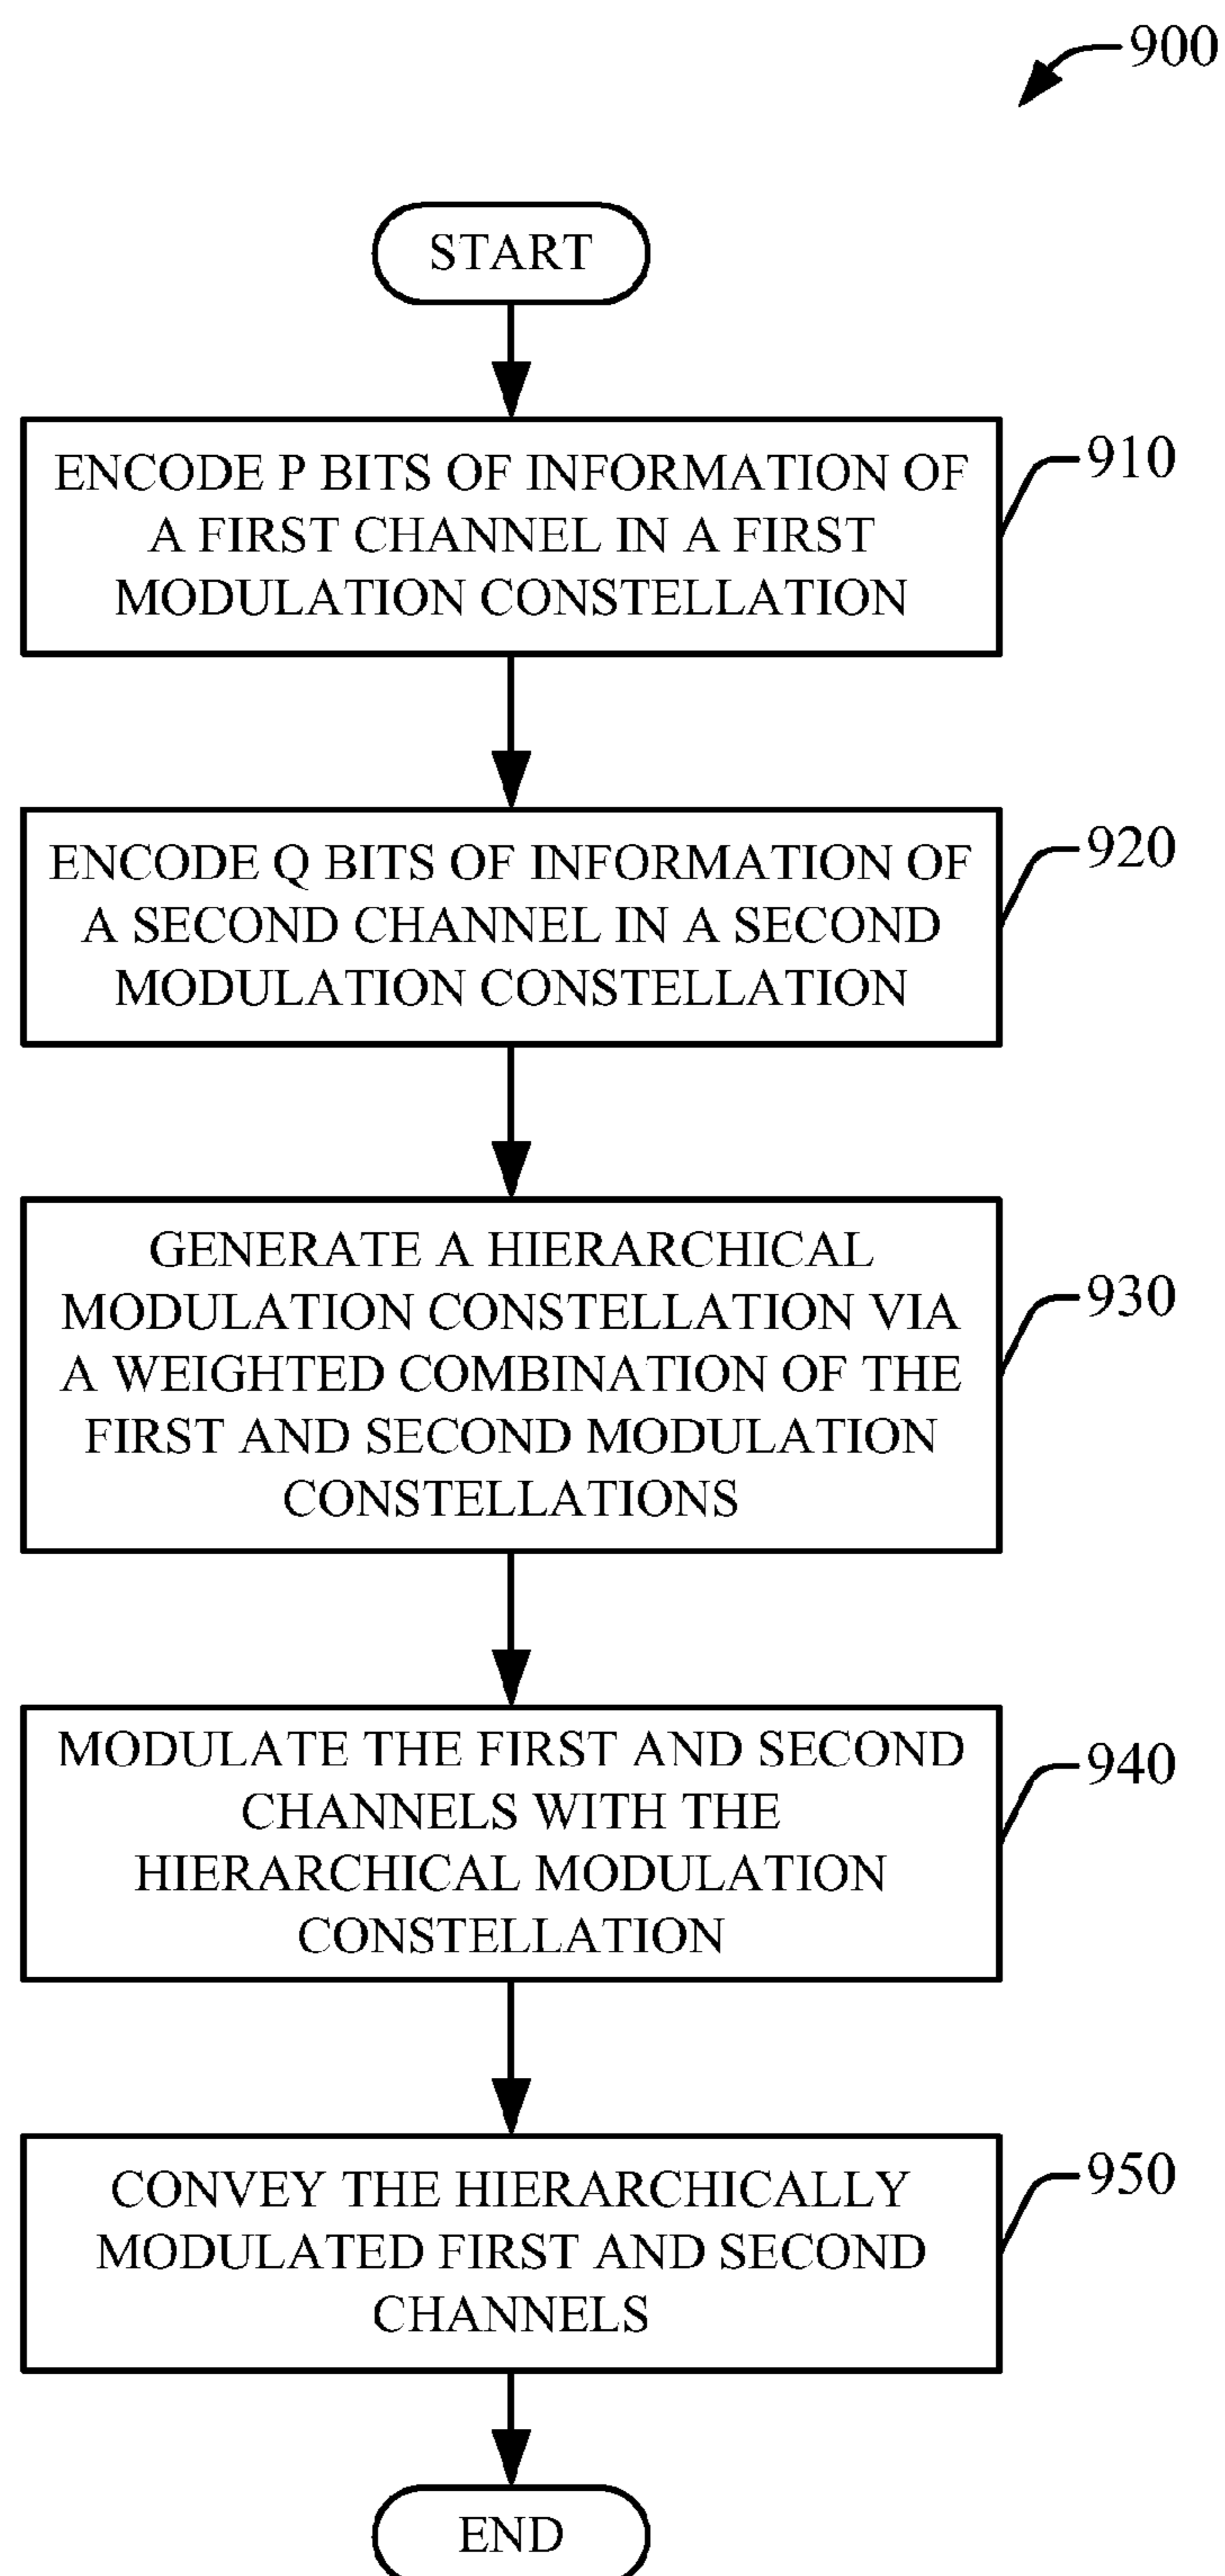 900
START
ENCODE P BITS OF INFORMATION OF
A FIRST CHANNEL IN A FIRST
MODULATION CONSTELLATION
910
ENCODE Q BITS OF INFORMATION OF
A SECOND CHANNEL IN A SECOND
MODULATION CONSTELLATION
920
GENERATE A HIERARCHICAL
MODULATION CONSTELLATION VIA
A WEIGHTED COMBINATION OF THE
FIRST AND SECOND MODULATION
CONSTELLATIONS
930
MODULATE THE FIRST AND SECOND
CHANNELS WITH THE
HIERARCHICAL MODULATION
CONSTELLATION
940
CONVEY THE HIERARCHICALLY
MODULATED FIRST AND SECOND
CHANNELS
950
END